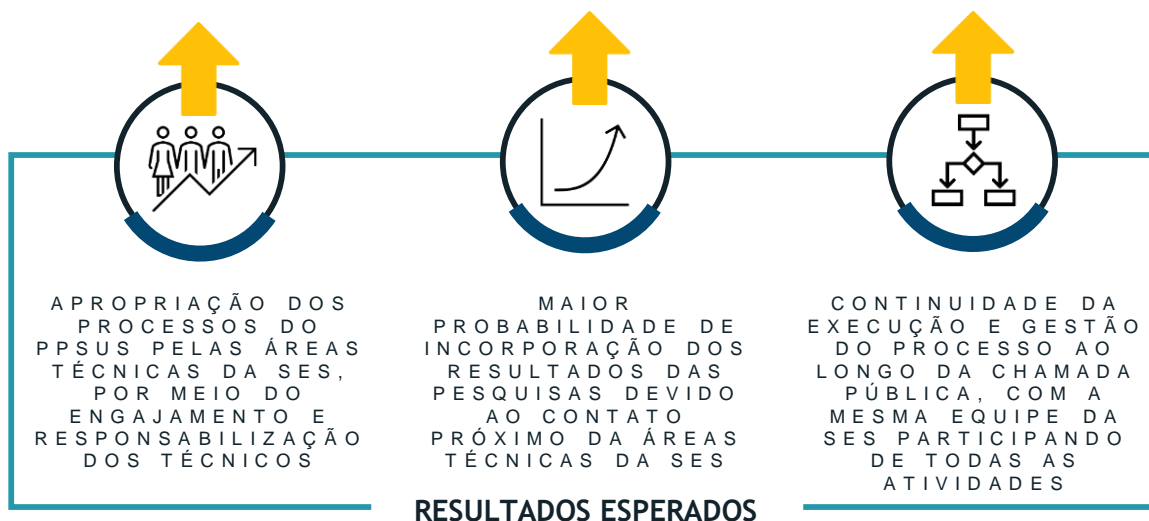 APROPRIAÇÃO DOS
PROCESSOS DO
PPSUS PELAS ÁREAS
TÉCNICAS DA SES,
POR MEIO DO
ENGAJAMENTO E
RESPONSABILIZAÇÃO
DOS TÉCNICOS
MAIOR
PROBABILIDADE DE
INCORPORAÇÃO DOS
RESULTADOS DAS
PESQUISAS DEVIDO
AO CONTATO
PRÓXIMO DA ÁREAS
TÉCNICAS DA SES
CONTINUIDADE DA
EXECUÇÃO E GESTÃO
DO PROCESSO AO
LONGO DA CHAMADA
PÚBLICA, COM A
MESMA EQUIPE DA
SES PARTICIPANDO
DE TODAS AS
ATIVIDADES
RESULTADOS ESPERADOS